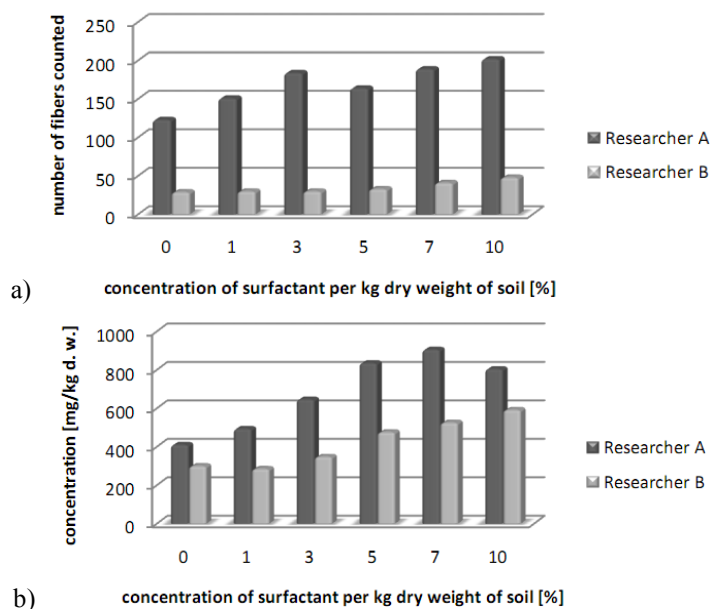 250
200
150
100
50
0
number of fibers counted
0 1 3 5 7 10
Researcher A
Researcher B
a) concentration of surfactant per kg dry weight of soil [%]
1000
800
600
400
200
0
concentration [mg/kg d. w.]
0 1 3 5 7 10
Researcher A
Researcher B
b) concentration of surfactant per kg dry weight of soil [%]